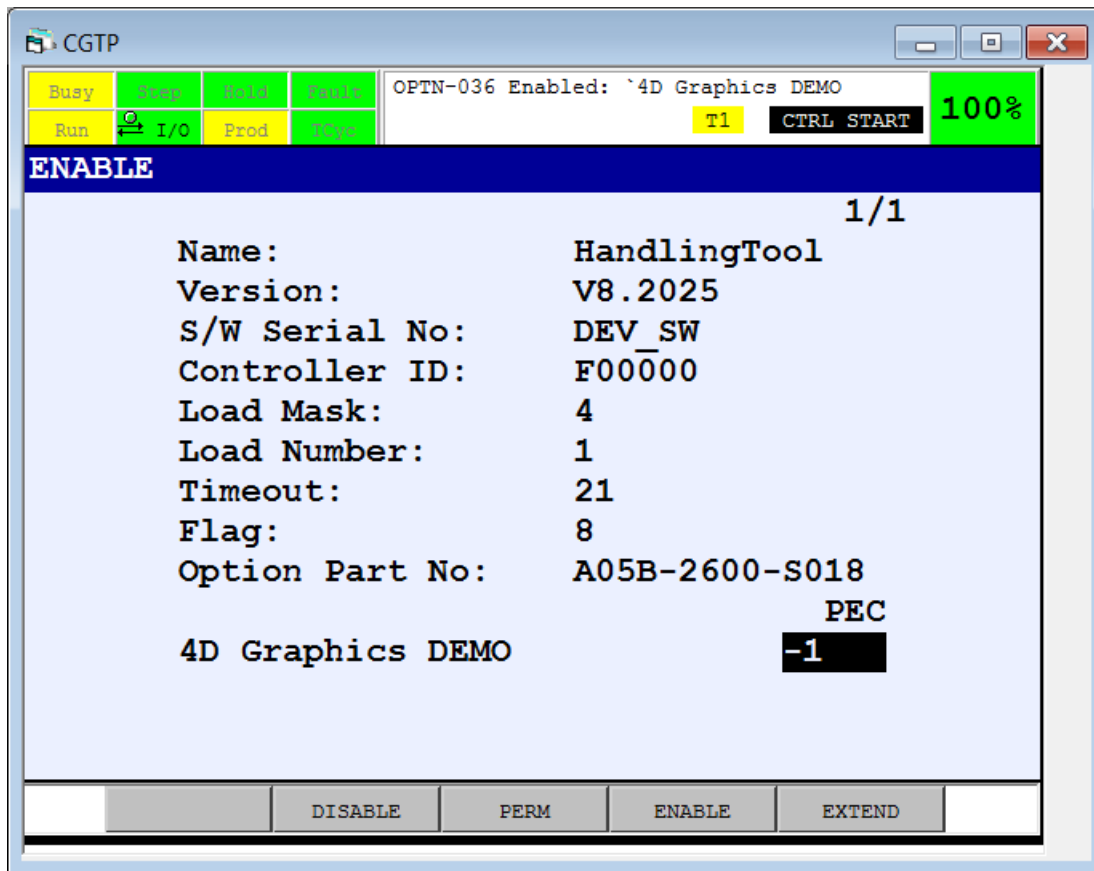 CGTP
Busy Step Hold Fault OPTN-036 Enabled: `4D Graphics DEMO
Run I/O Prod TCyc T1 CTRL START 100%
ENABLE
1/1
Name: HandlingTool
Version: V8.2025
S/W Serial No: DEV_SW
Controller ID: F00000
Load Mask: 4
Load Number: 1
Timeout: 21
Flag: 8
Option Part No: A05B-2600-S018
PEC
4D Graphics DEMO -1
DISABLE PERM ENABLE EXTEND